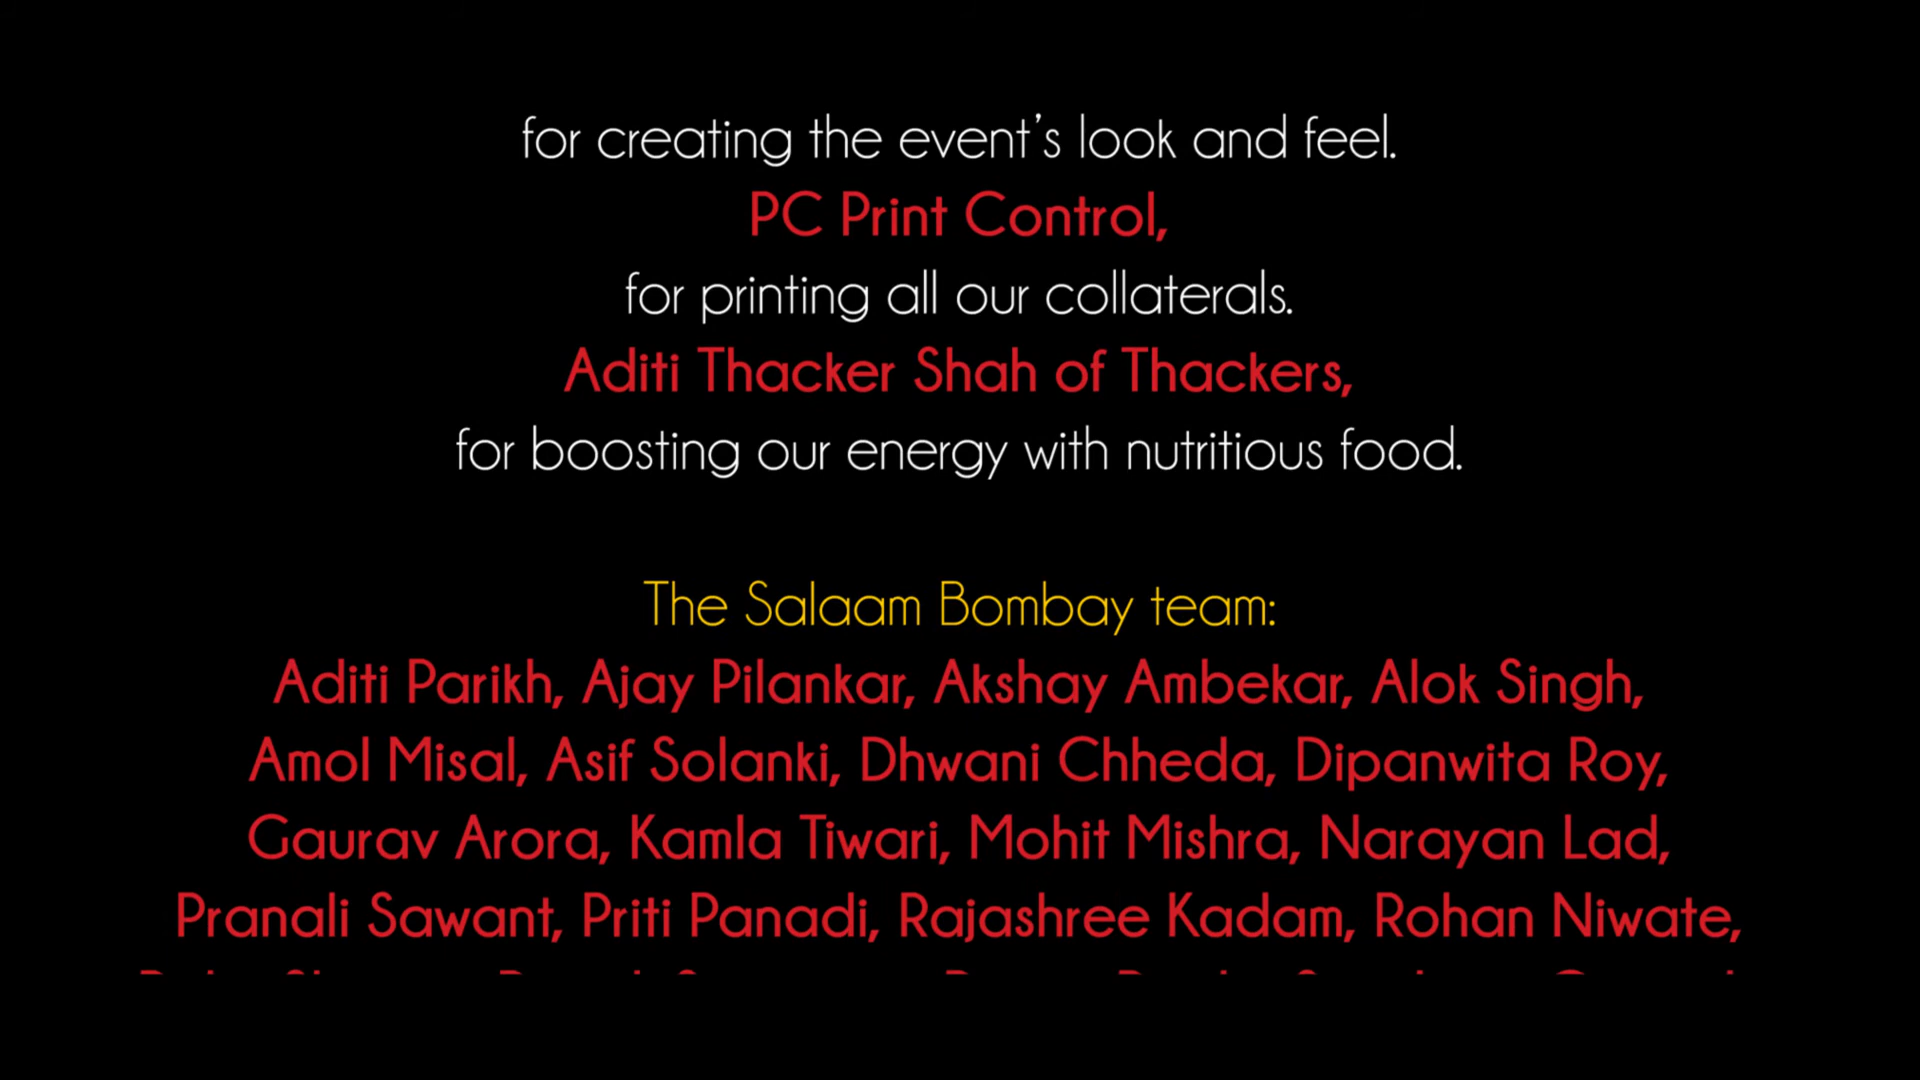 for creating the event's look and feel.
PC Print Control,
for printing all our collaterals.
Aditi Thacker Shah of Thackers,
for boosting our energy with nutritious food.
The Salaam Bombay team:
Aditi Parikh, Ajay Pilankar, Akshay Ambekar, Alok Singh,
Amol Misal, Asif Solanki, Dhwani Chheda, Dipanwita Roy,
Gaurav Arora, Kamla Tiwari, Mohit Mishra, Narayan Lad,
Pranali Sawant, Priti Panadi, Rajashree Kadam, Rohan Niwate,